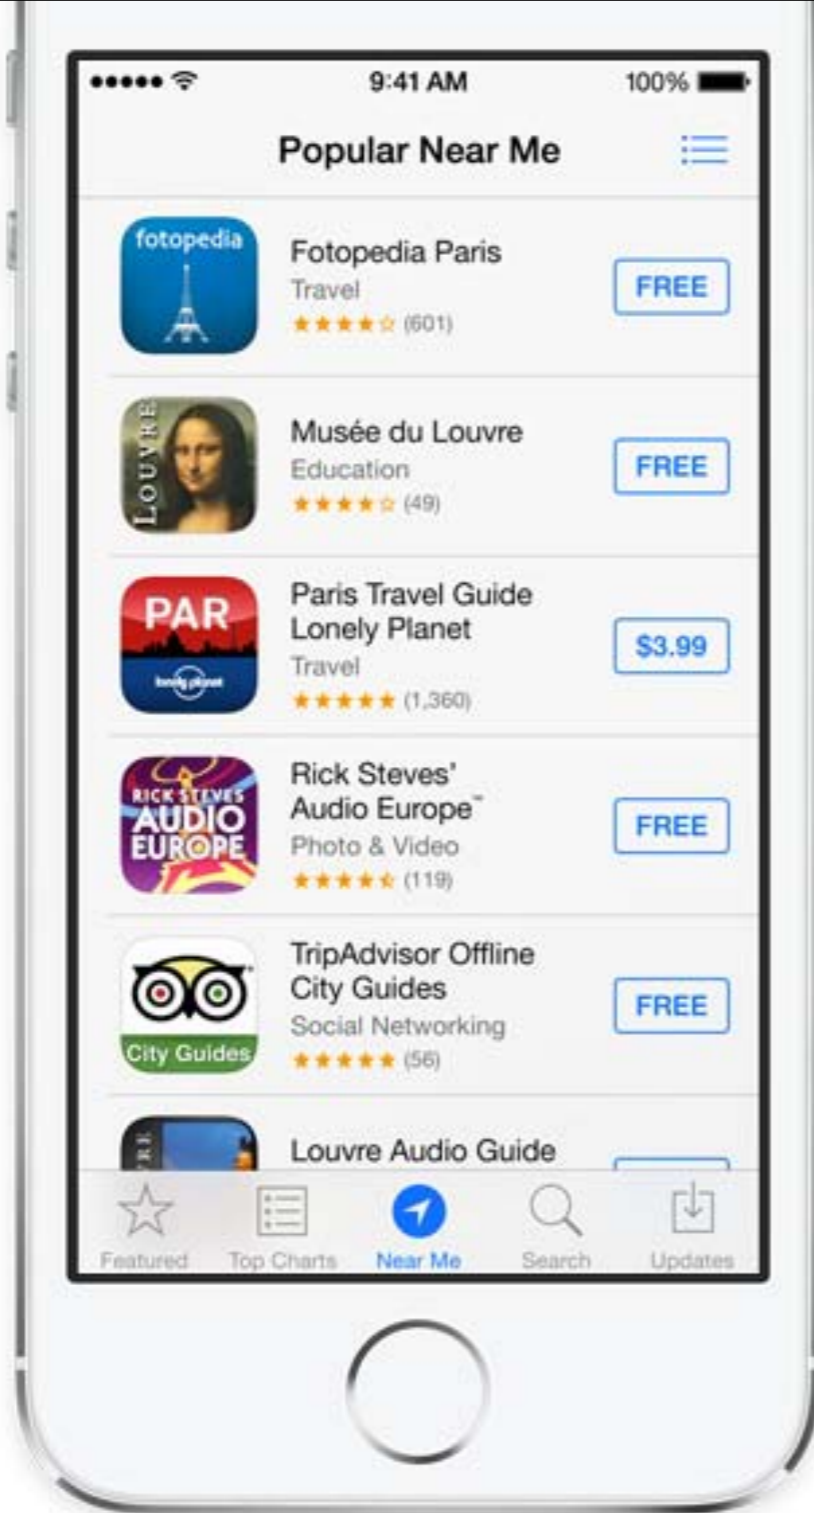 9:41 AM 100%
Popular Near Me
fotopedia
Fotopedia Paris
Travel
(601)
FREE
LOUVRE
Musée du Louvre
Education
(49)
FREE
PAR
lonely planet
Paris Travel Guide
Lonely Planet
Travel
(1,360)
$3.99
RICK STEVES
AUDIO
EUROPE
Rick Steves'
Audio Europe™
Photo & Video
(119)
FREE
City Guides
TripAdvisor Offline
City Guides
Social Networking
(56)
FREE
Louvre Audio Guide
Featured Top Charts Near Me Search Updates